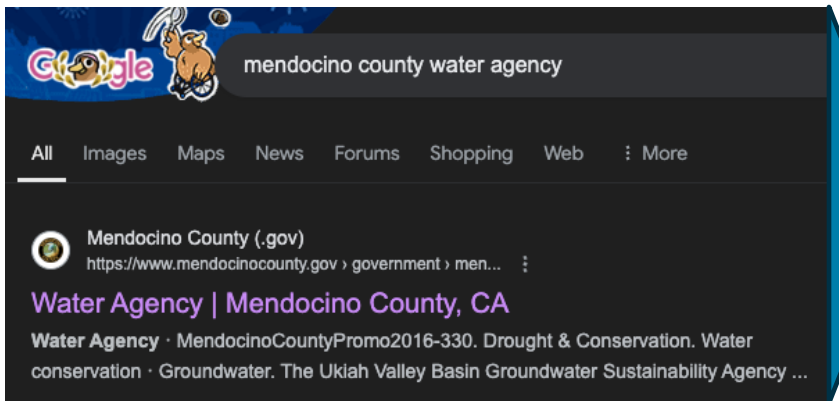 Google
mendocino county water agency
All Images Maps News Forums Shopping Web ⋮ More
Mendocino County (.gov)
https://www.mendocinocounty.gov › government › men... ⋮
Water Agency | Mendocino County, CA
Water Agency · MendocinoCountyPromo2016-330. Drought & Conservation. Water
conservation · Groundwater. The Ukiah Valley Basin Groundwater Sustainability Agency ...